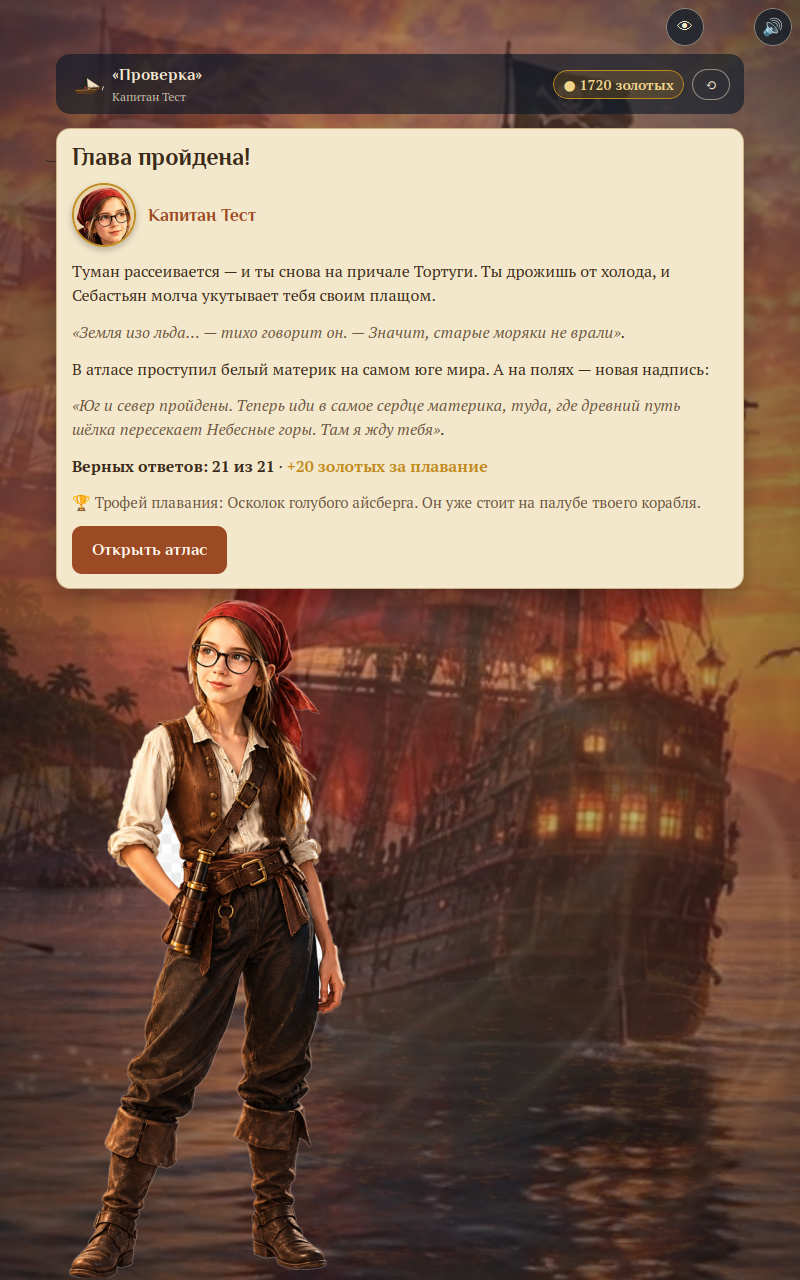 «Проверка»
Капитан Тест
1720 золотых
Глава пройдена!
Капитан Тест
Туман рассеивается — и ты снова на причале Тортуги. Ты дрожишь от холода, и
Себастьян молча укутывает тебя своим плащом.
«Земля изо льда... — тихо говорит он. — Значит, старые моряки не врали».
В атласе проступил белый материк на самом юге мира. А на полях — новая надпись:
«Юг и север пройдены. Теперь иди в самое сердце материка, туда, где древний путь
шёлка пересекает Небесные горы. Там я жду тебя».
Верных ответов: 21 из 21 · +20 золотых за плавание
🏆 Трофей плавания: Осколок голубого айсберга. Он уже стоит на палубе твоего корабля.
Открыть атлас